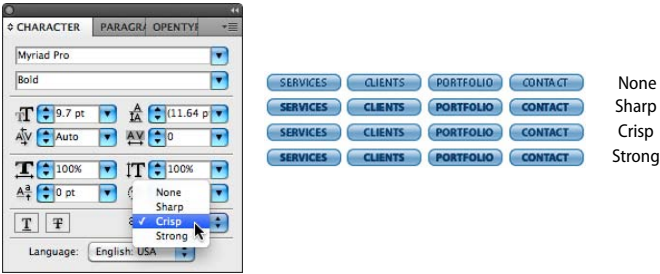 CHARACTER PARAGRA OPENTYP
Myriad Pro
Bold
9.7 pt (11.64 p
Auto 0
100% 100%
0 pt
None
Sharp
Crisp
Strong
Language: English: USA
SERVICES CLIENTS PORTFOLIO CONTACT None
SERVICES CLIENTS PORTFOLIO CONTACT Sharp
SERVICES CLIENTS PORTFOLIO CONTACT Crisp
SERVICES CLIENTS PORTFOLIO CONTACT Strong